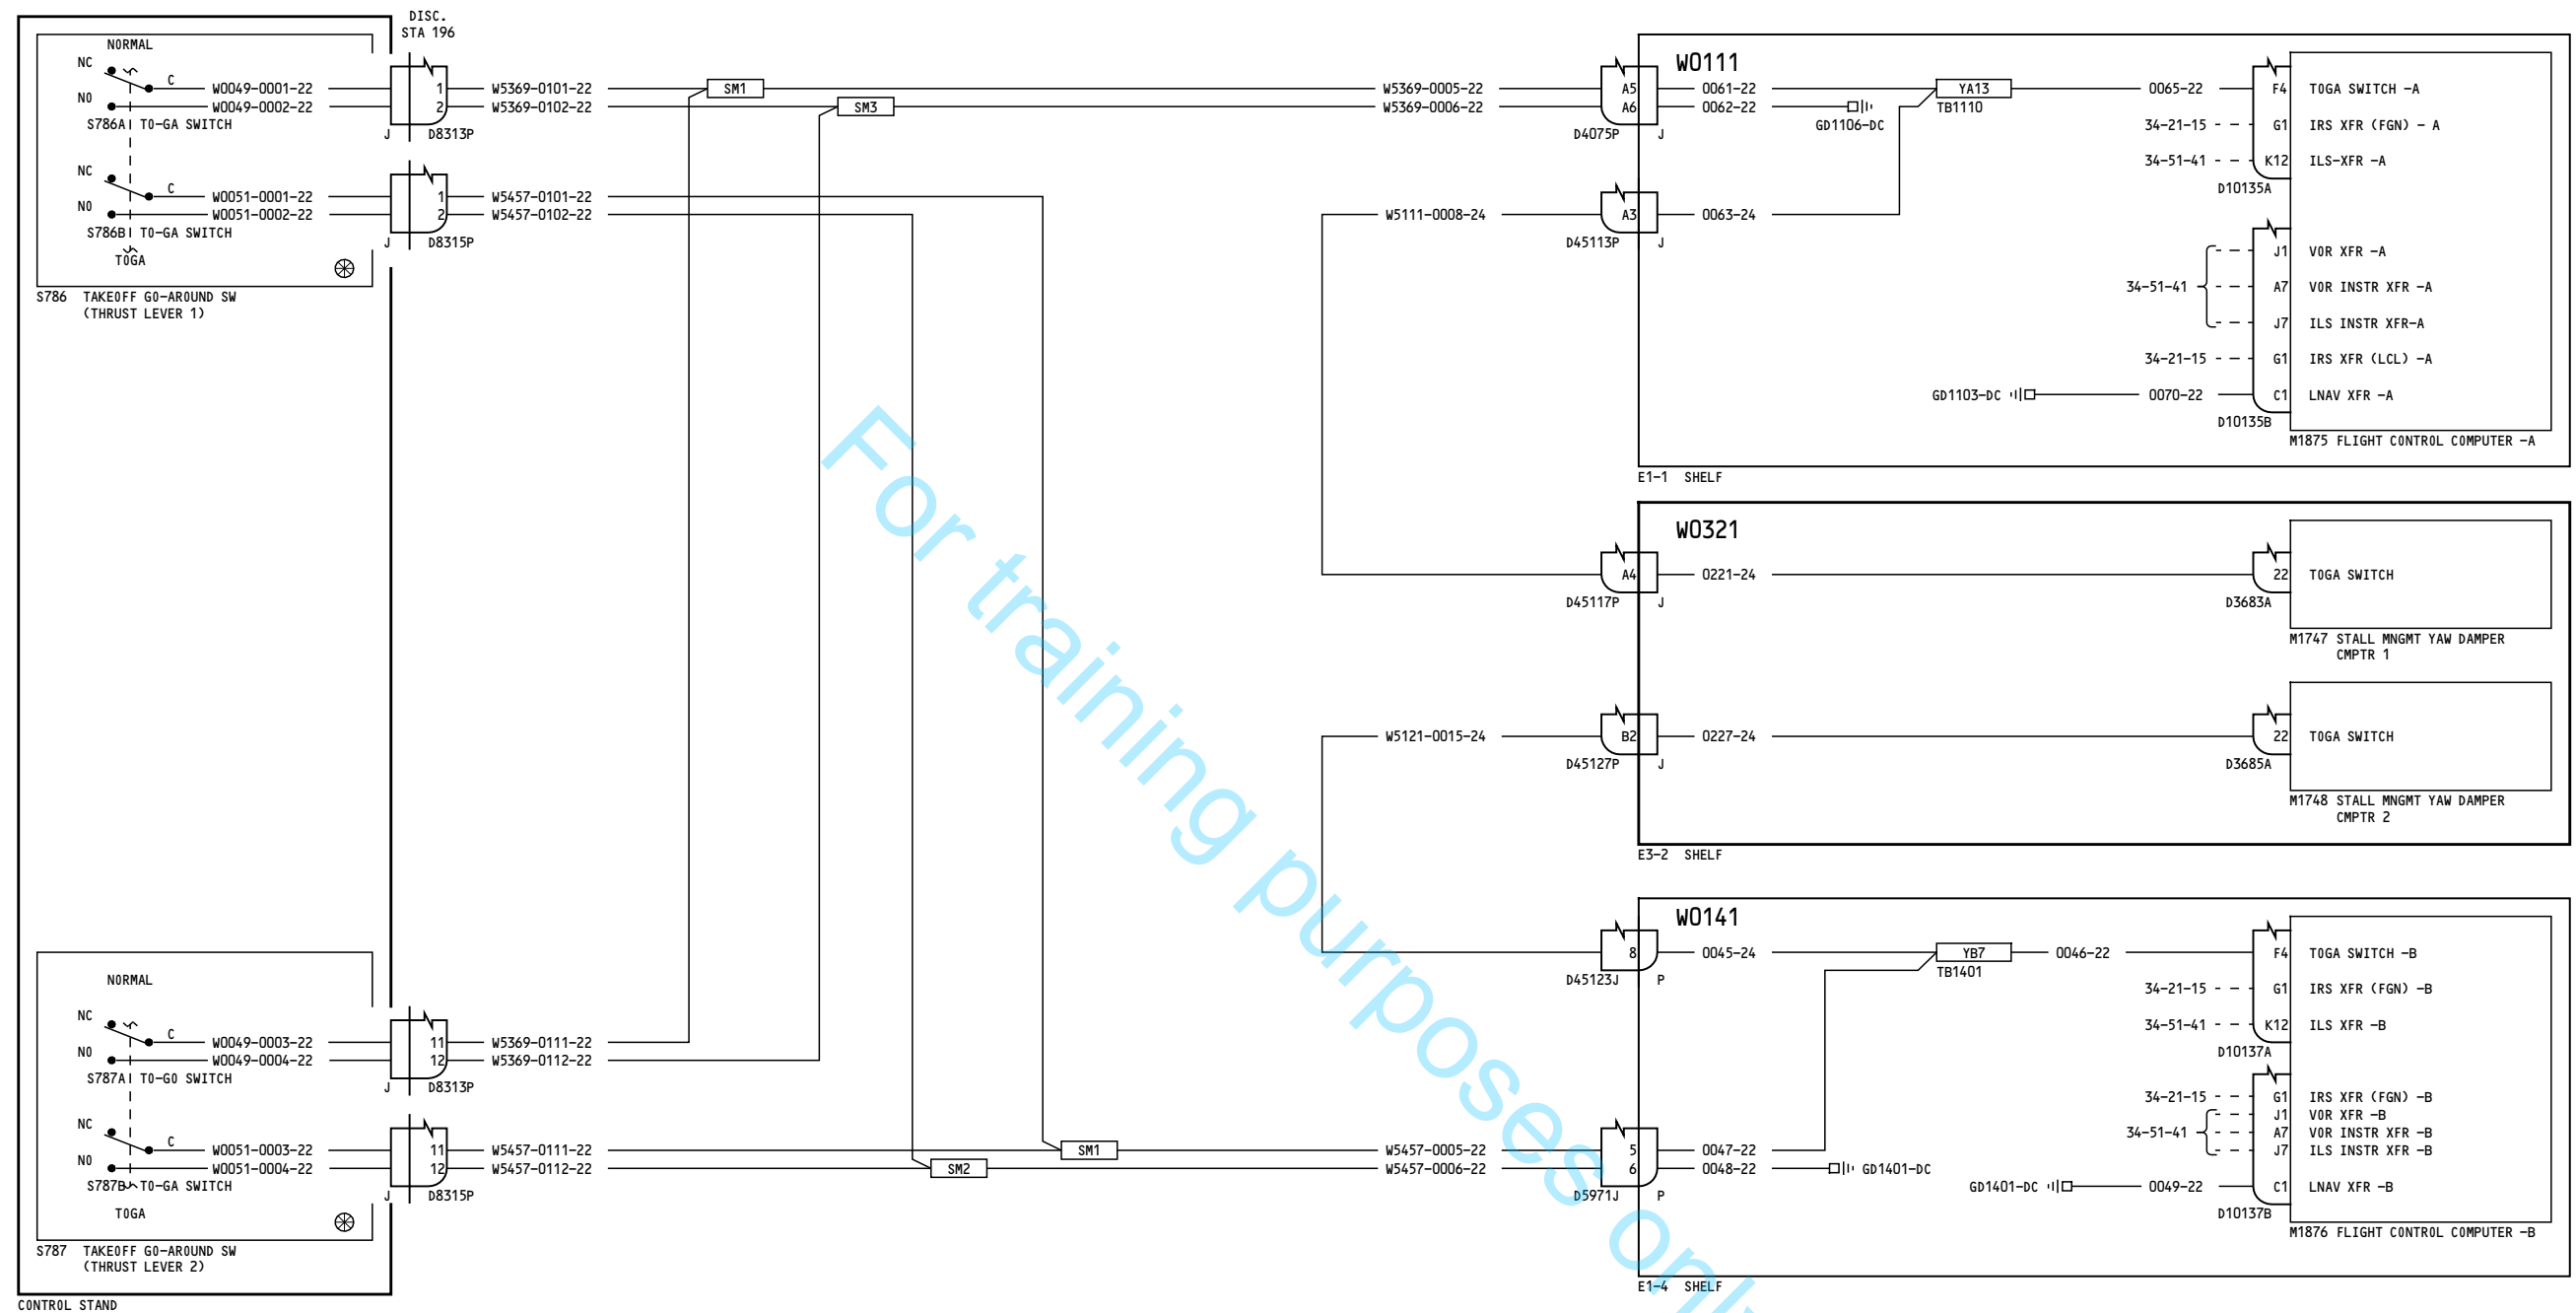 DISC.
STA 196
NORMAL
NC
C
W0049-0001-22
NO
W0049-0002-22
S786A TO-GA SWITCH
1
2
J
D8313P
W5369-0101-22
W5369-0102-22
NC
C
W0051-0001-22
NO
W0051-0002-22
S786B TO-GA SWITCH
TOGA
1
2
J
D8315P
W5457-0101-22
W5457-0102-22
S786 TAKEOFF GO-AROUND SW
(THRUST LEVER 1)
SM1
SM3
NORMAL
NC
C
W0049-0003-22
NO
W0049-0004-22
S787A TO-GO SWITCH
11
12
J
D8313P
W5369-0111-22
W5369-0112-22
NC
C
W0051-0003-22
NO
W0051-0004-22
S787B TO-GA SWITCH
TOGA
11
12
J
D8315P
W5457-0111-22
W5457-0112-22
S787 TAKEOFF GO-AROUND SW
(THRUST LEVER 2)
CONTROL STAND
SM1
SM2
W5369-0005-22
W5369-0006-22
A5
A6
D4075P
J
W5111-0008-24
A3
D45113P
J
W0111
0061-22
0062-22
GD1106-DC
0063-24
YA13
TB1110
0065-22
F4 TOGA SWITCH -A
34-21-15 G1 IRS XFR (FGN) - A
34-51-41 K12 ILS-XFR -A
D10135A
J1 VOR XFR -A
34-51-41 A7 VOR INSTR XFR -A
J7 ILS INSTR XFR-A
34-21-15 G1 IRS XFR (LCL) -A
GD1103-DC 0070-22 C1 LNAV XFR -A
D10135B
M1875 FLIGHT CONTROL COMPUTER -A
E1-1 SHELF
W0321
A4
D45117P
J
0221-24
22 TOGA SWITCH
D3683A
M1747 STALL MNGMT YAW DAMPER
CMPTR 1
W5121-0015-24
B2
D45127P
J
0227-24
22 TOGA SWITCH
D3685A
M1748 STALL MNGMT YAW DAMPER
CMPTR 2
E3-2 SHELF
W0141
8
D45123J
P
0045-24
YB7
TB1401
0046-22
F4 TOGA SWITCH -B
34-21-15 G1 IRS XFR (FGN) -B
34-51-41 K12 ILS XFR -B
D10137A
34-21-15 G1 IRS XFR (FGN) -B
J1 VOR XFR -B
34-51-41 A7 VOR INSTR XFR -B
J7 ILS INSTR XFR -B
W5457-0005-22
W5457-0006-22
5
6
D5971J
P
0047-22
0048-22
GD1401-DC
GD1401-DC 0049-22 C1 LNAV XFR -B
D10137B
M1876 FLIGHT CONTROL COMPUTER -B
E1-4 SHELF
For training purposes only